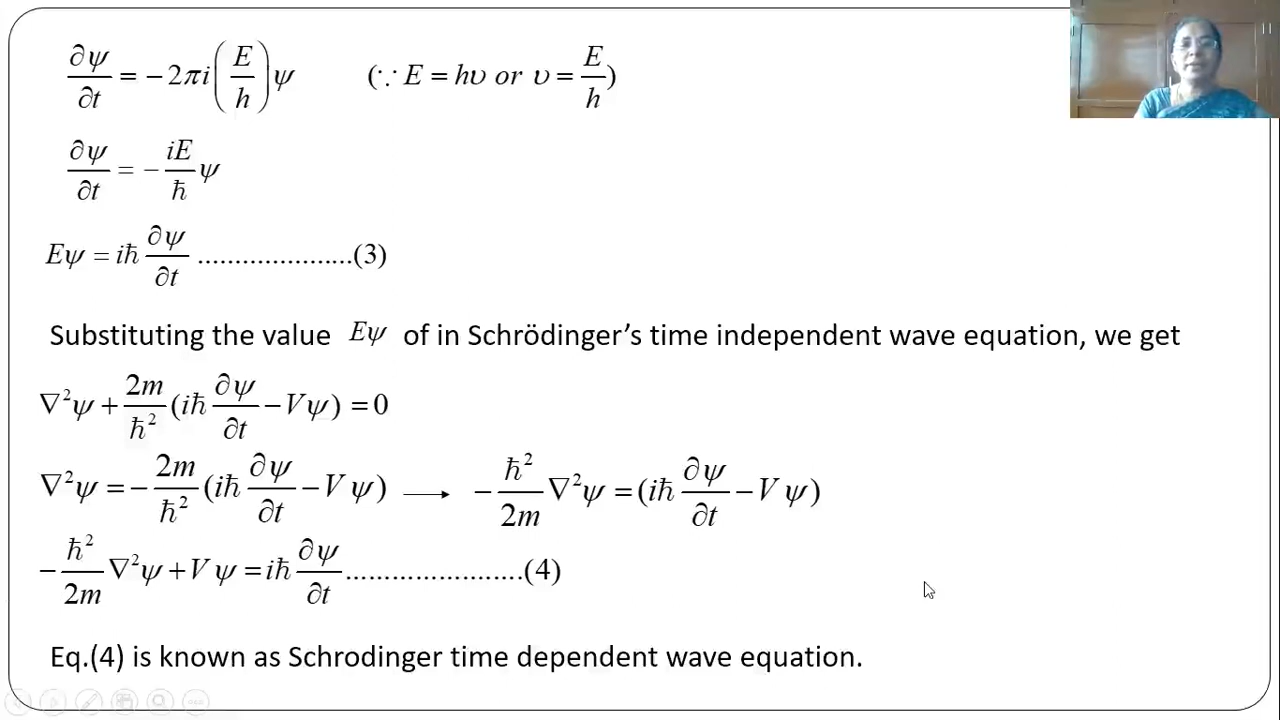 ∂ψ/∂t = −2πi(E/h)ψ (∵ E = hυ or υ = E/h)
∂ψ/∂t = −iE/ħ ψ
Eψ = iħ ∂ψ/∂t .....................(3)
Substituting the value Eψ of in Schrödinger’s time independent wave equation, we get
∇²ψ + 2m/ħ² (iħ ∂ψ/∂t − Vψ) = 0
∇²ψ = −2m/ħ² (iħ ∂ψ/∂t − Vψ) ⟶ −ħ²/2m ∇²ψ = (iħ ∂ψ/∂t − Vψ)
−ħ²/2m ∇²ψ + Vψ = iħ ∂ψ/∂t .......................(4)
Eq.(4) is known as Schrodinger time dependent wave equation.